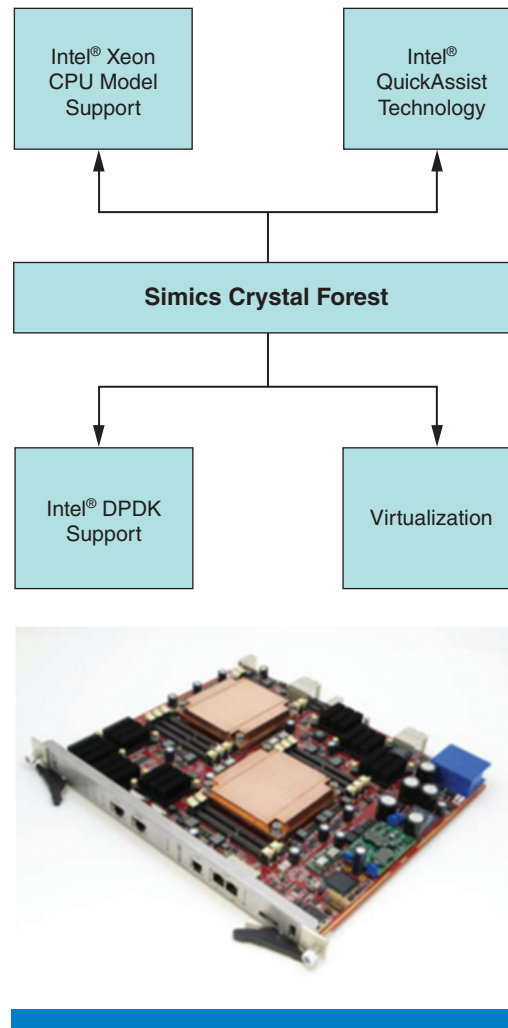 Intel® Xeon
CPU Model
Support
Intel®
QuickAssist
Technology
Simics Crystal Forest
Intel® DPDK
Support
Virtualization